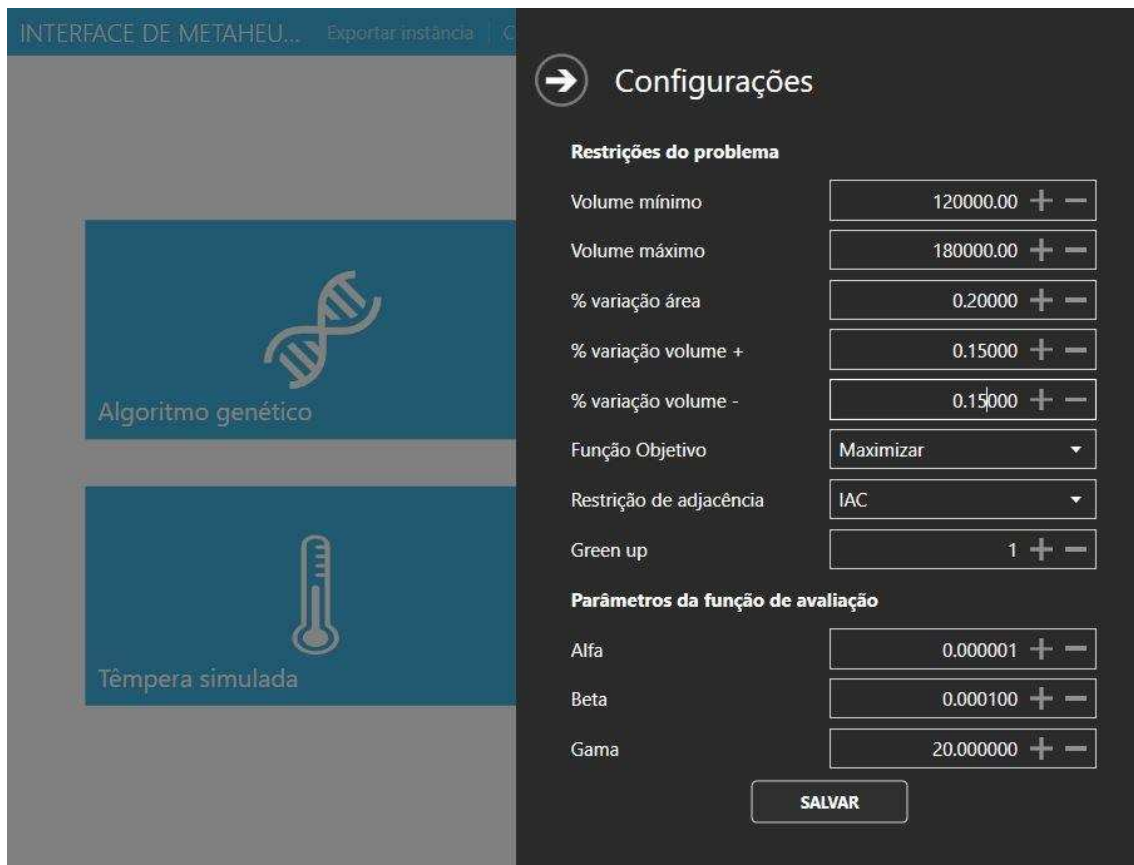 INTERFACE DE METAHEU... Exportar instância C
Configurações
Restrições do problema
Volume mínimo 120000.00
Volume máximo 180000.00
% variação área 0.20000
% variação volume + 0.15000
% variação volume - 0.15000
Função Objetivo Maximizar
Restrição de adjacência IAC
Green up 1
Parâmetros da função de avaliação
Alfa 0.000001
Beta 0.000100
Gama 20.000000
SALVAR
Algoritmo genético
Têmpera simulada